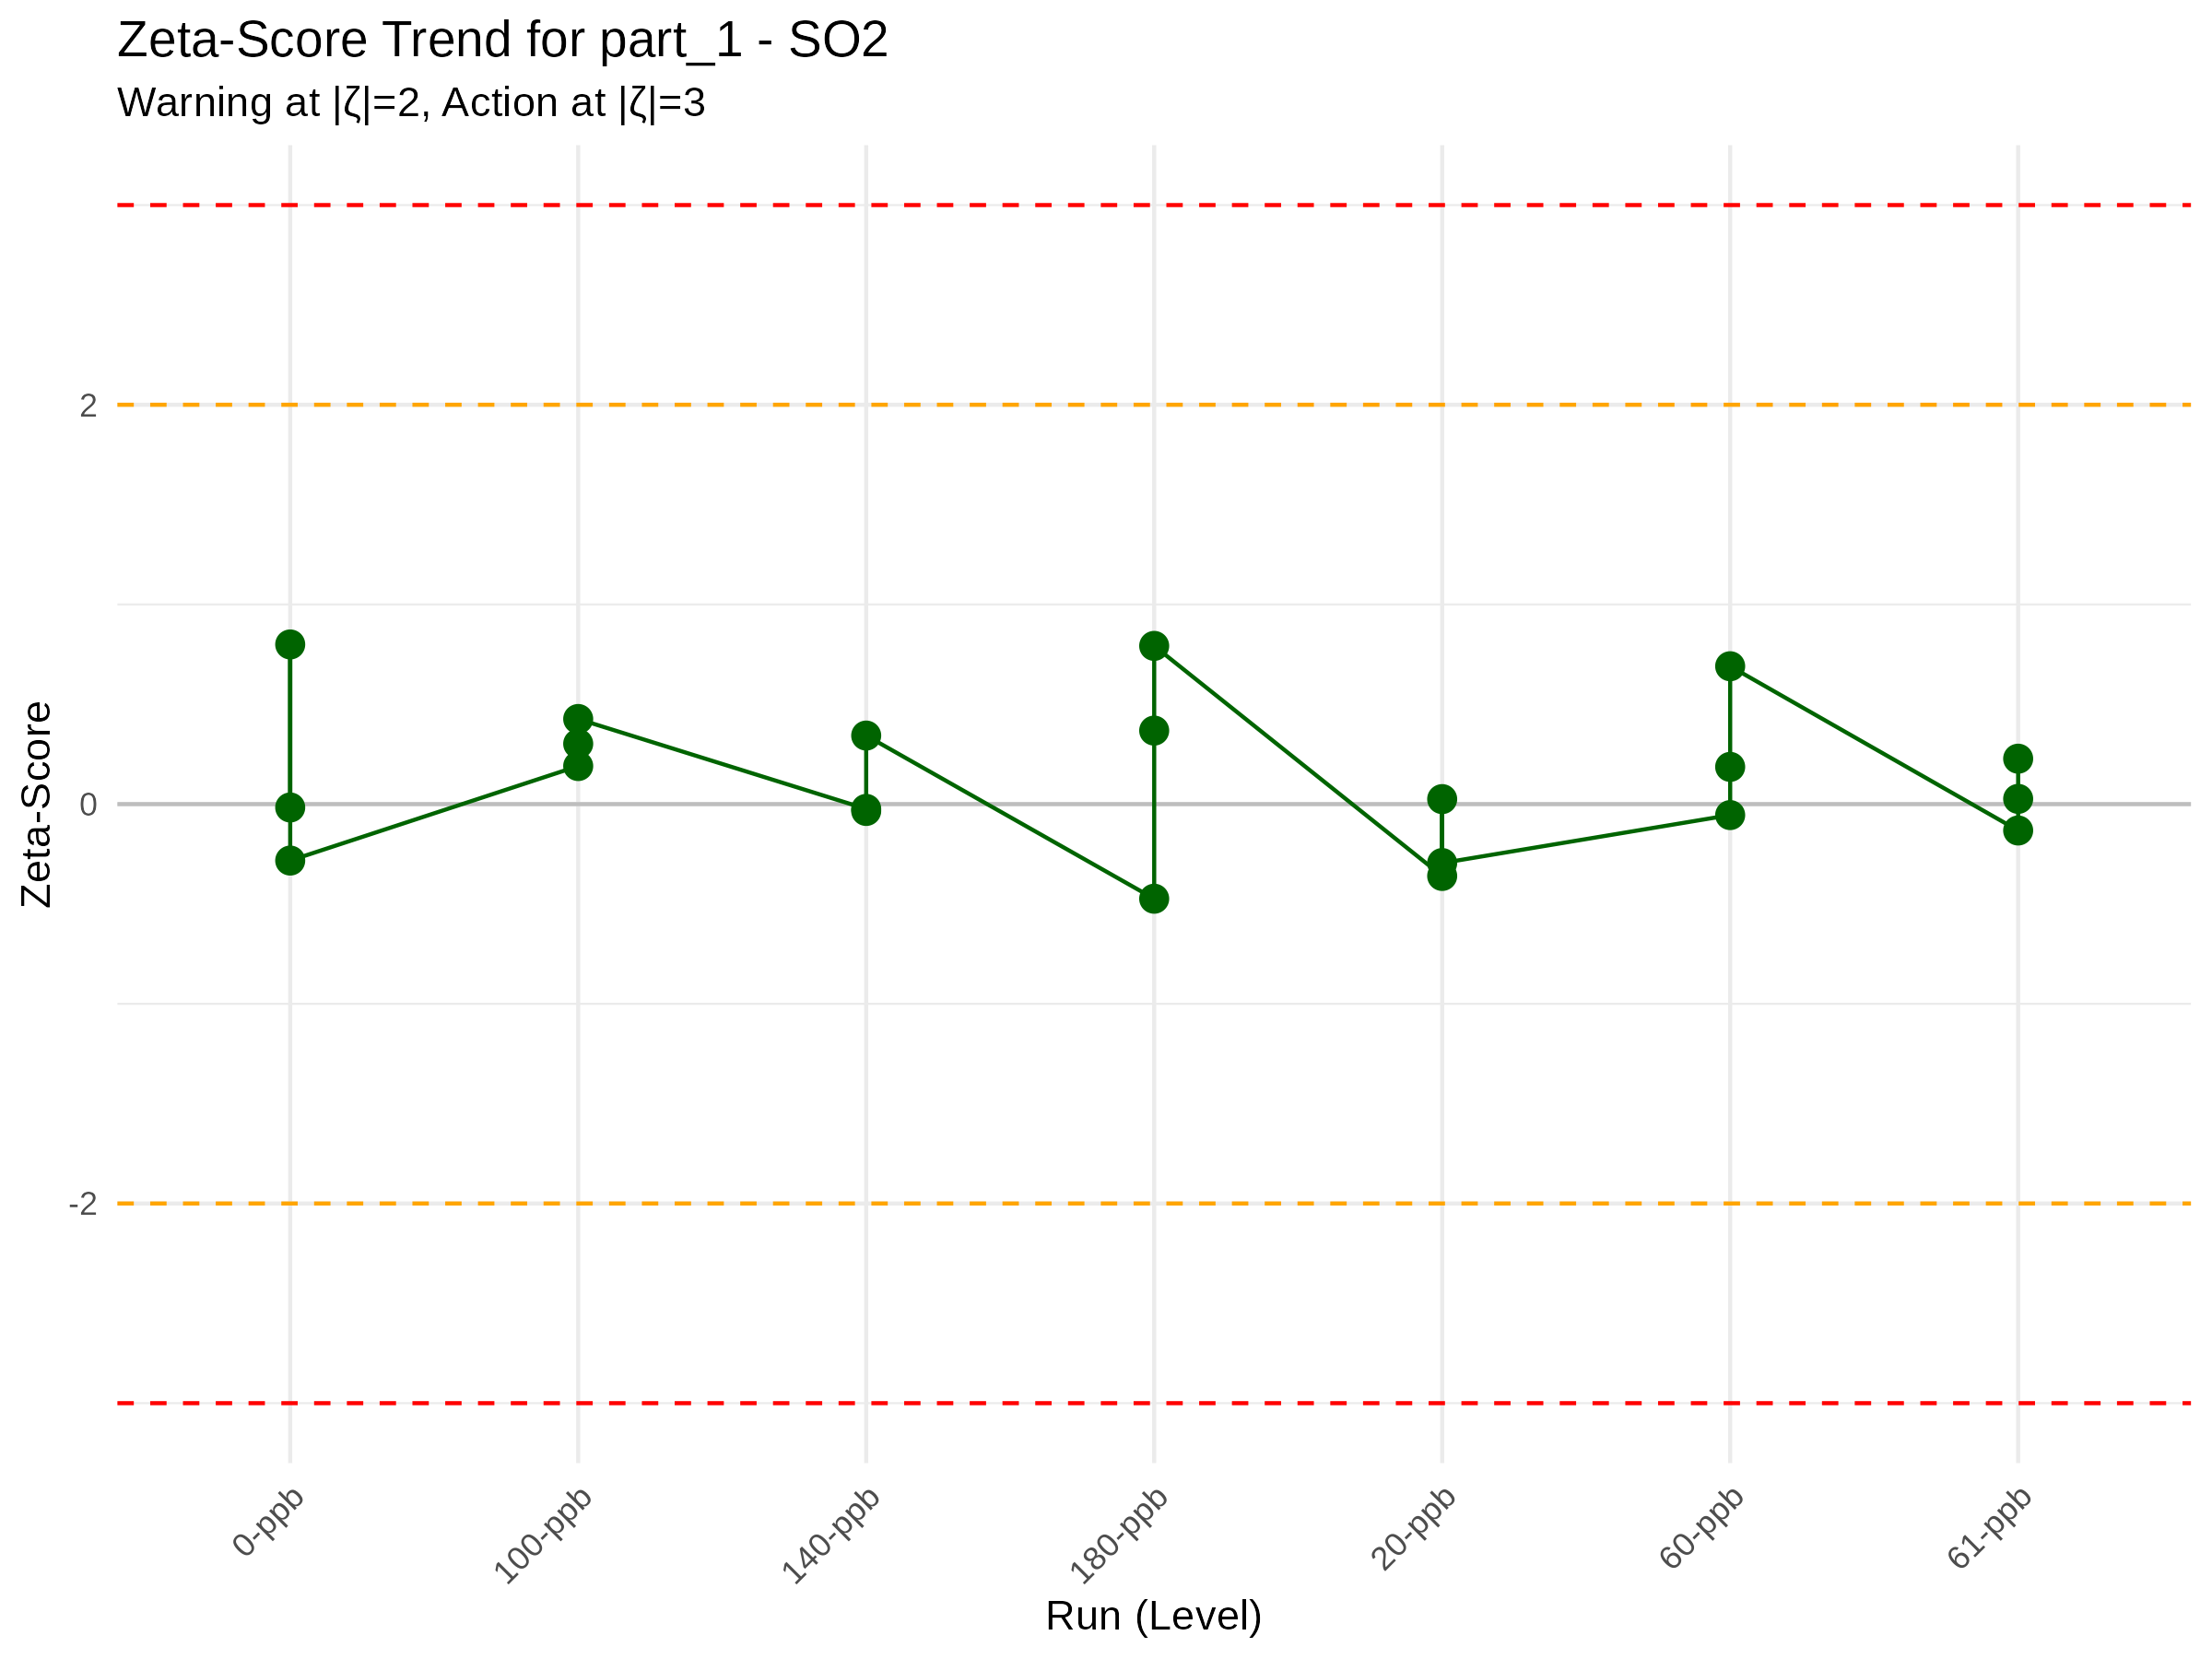 Zeta-Score Trend for part_1 - SO2
Warning at |ζ|=2, Action at |ζ|=3
Zeta-Score
2
0
-2
0-ppb
100-ppb
140-ppb
180-ppb
20-ppb
60-ppb
61-ppb
Run (Level)